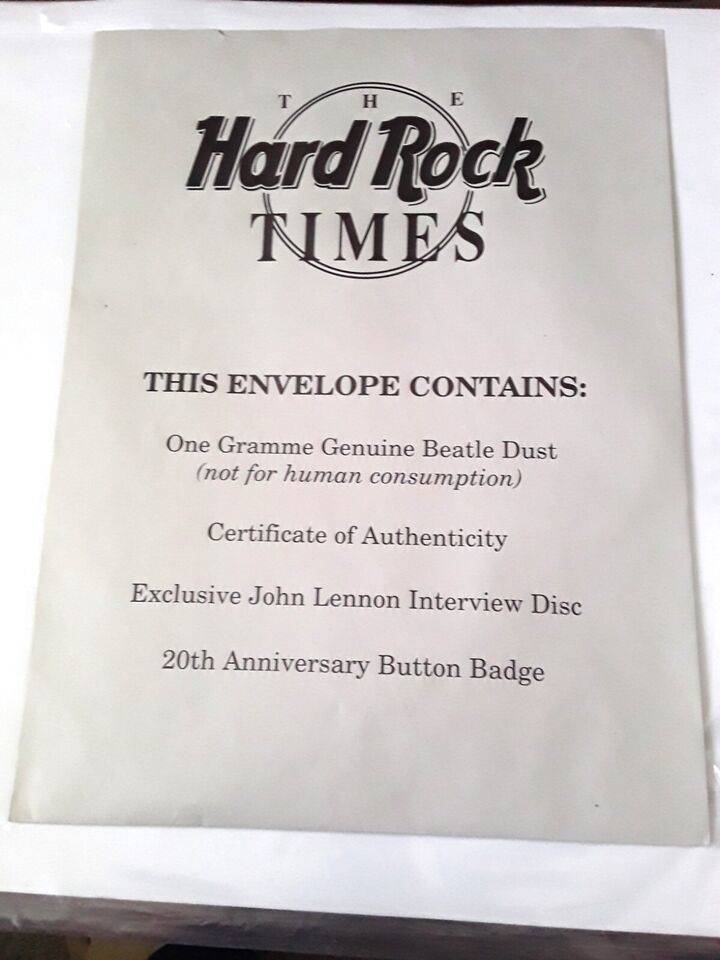 THE
Hard Rock
TIMES
THIS ENVELOPE CONTAINS:
One Gramme Genuine Beatle Dust
(not for human consumption)
Certificate of Authenticity
Exclusive John Lennon Interview Disc
20th Anniversary Button Badge